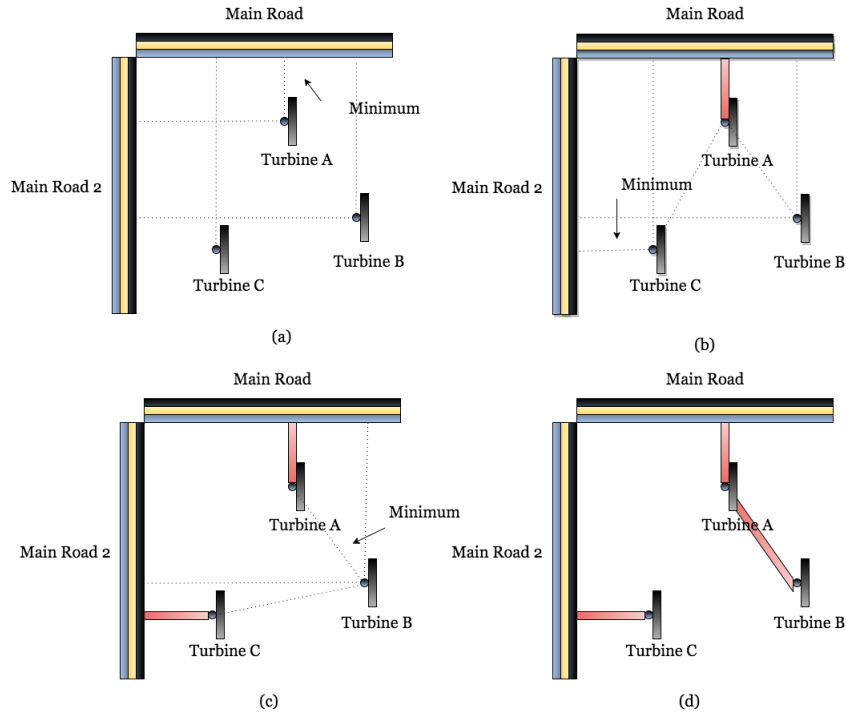 Main Road
Minimum
Turbine A
Main Road 2
Turbine B
Turbine C
(a)
Main Road
Turbine A
Main Road 2
Minimum
Turbine B
Turbine C
(b)
Main Road
Minimum
Turbine A
Main Road 2
Turbine B
Turbine C
(c)
Main Road
Turbine A
Main Road 2
Turbine B
Turbine C
(d)